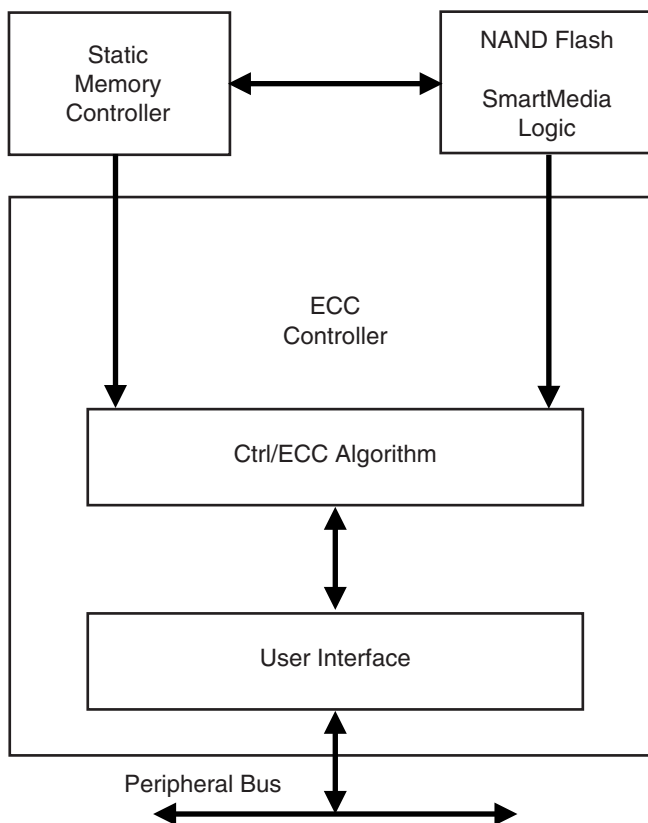 Static
Memory
Controller
NAND Flash
SmartMedia
Logic
ECC
Controller
Ctrl/ECC Algorithm
User Interface
Peripheral Bus